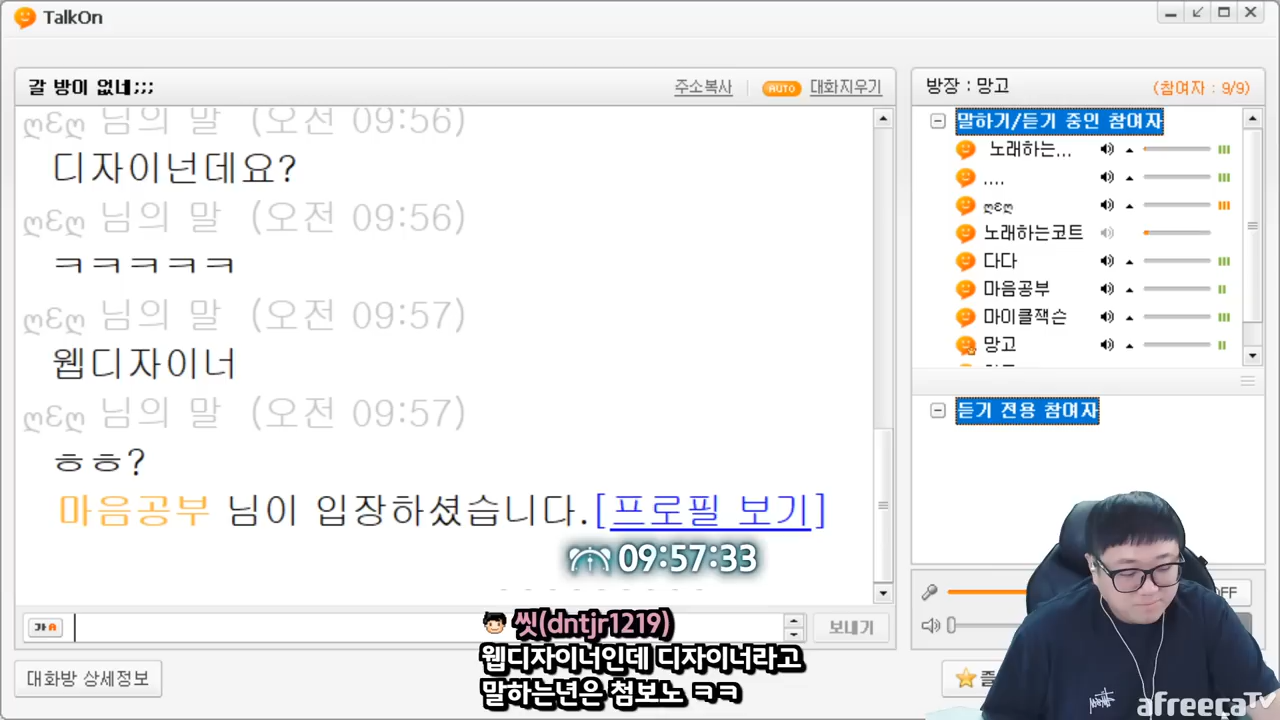 TalkOn
갈 방이 없네;;;
주소복사
AUTO
대화지우기
ღεღ 님의 말 (오전 09:56)
디자이넌데요?
ღεღ 님의 말 (오전 09:56)
ㅋㅋㅋㅋㅋ
ღεღ 님의 말 (오전 09:57)
웹디자이너
ღεღ 님의 말 (오전 09:57)
ㅎㅎ?
마음공부 님이 입장하셨습니다.[프로필 보기]
09:57:33
씻(dntjr1219)
웹디자이너인데 디자이너라고
말하는년은 첨보노 ㅋㅋ
가A
보내기
대화방 상세정보
방장 : 망고
(참여자 : 9/9)
말하기/듣기 중인 참여자
노래하는...
....
ღεღ
노래하는코트
다다
마음공부
마이클잭슨
망고
듣기 전용 참여자
OFF
즐
afreecaTV